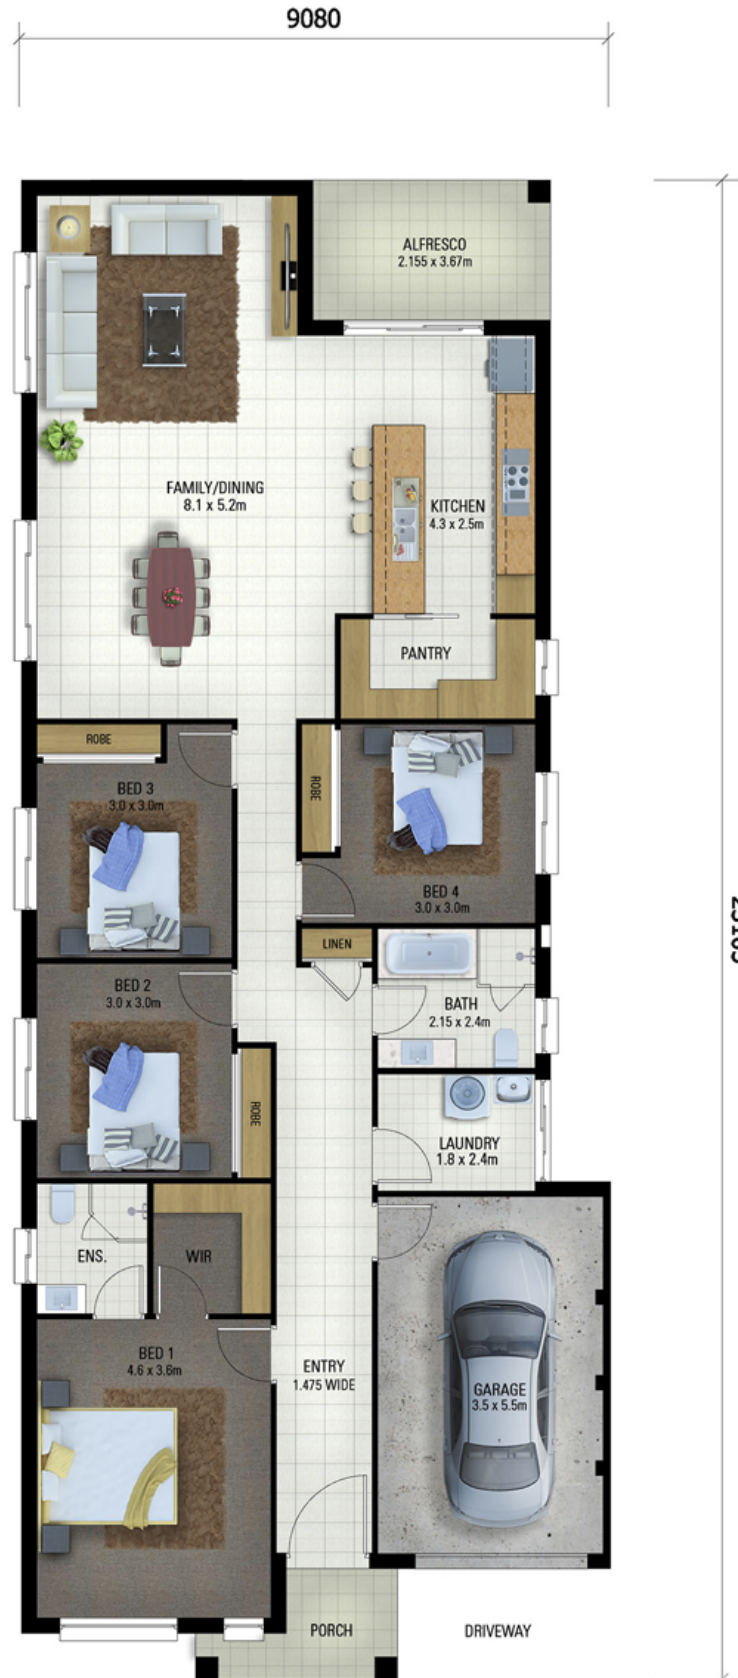 9080
ALFRESCO
2.155 x 3.67m
FAMILY/DINING
8.1 x 5.2m
KITCHEN
4.3 x 2.5m
PANTRY
ROBE
BED 3
3.0 x 3.0m
ROBE
BED 4
3.0 x 3.0m
LINEN
BED 2
3.0 x 3.0m
BATH
2.15 x 2.4m
ROBE
LAUNDRY
1.8 x 2.4m
ENS.
WIR
BED 1
4.6 x 3.6m
ENTRY
1.475 WIDE
GARAGE
3.5 x 5.5m
PORCH
DRIVEWAY